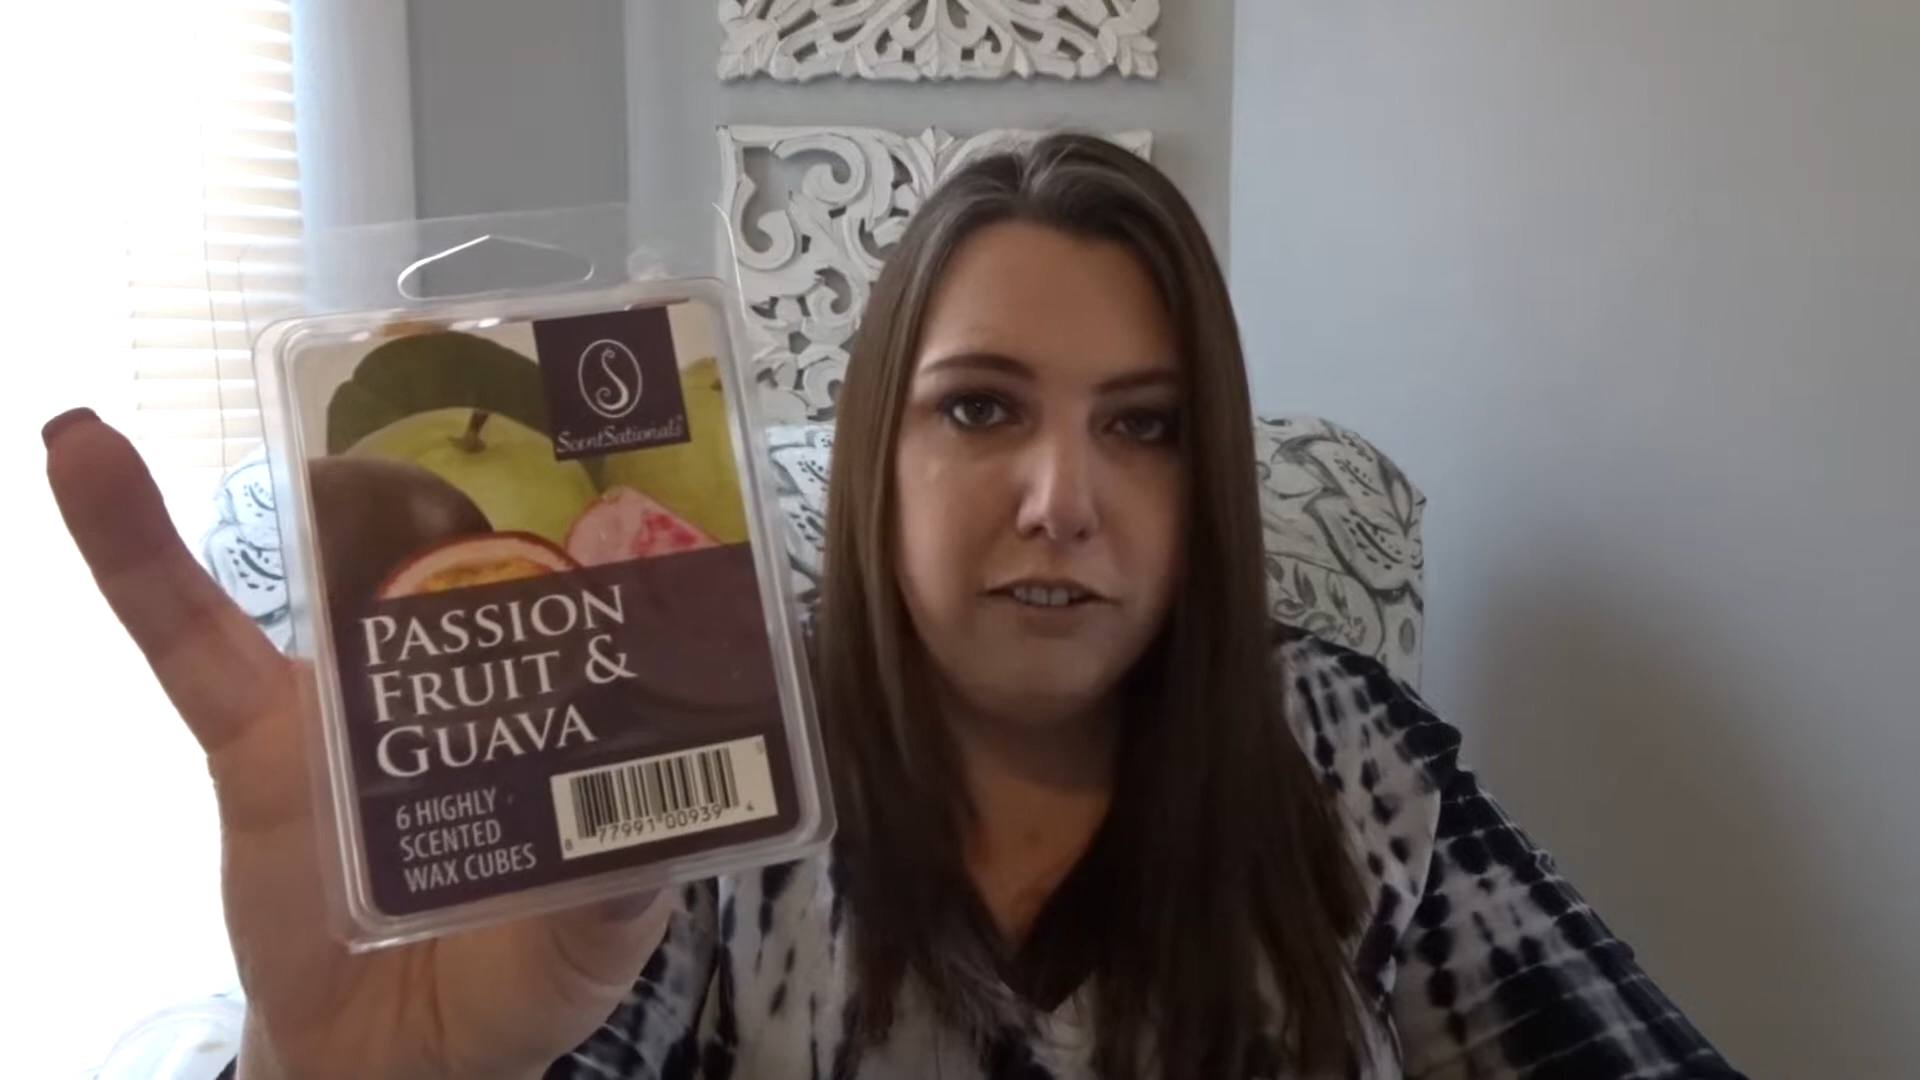 S
ScentSationals
PASSION
FRUIT &
GUAVA
6 HIGHLY
SCENTED
WAX CUBES
8 77991 00939 4